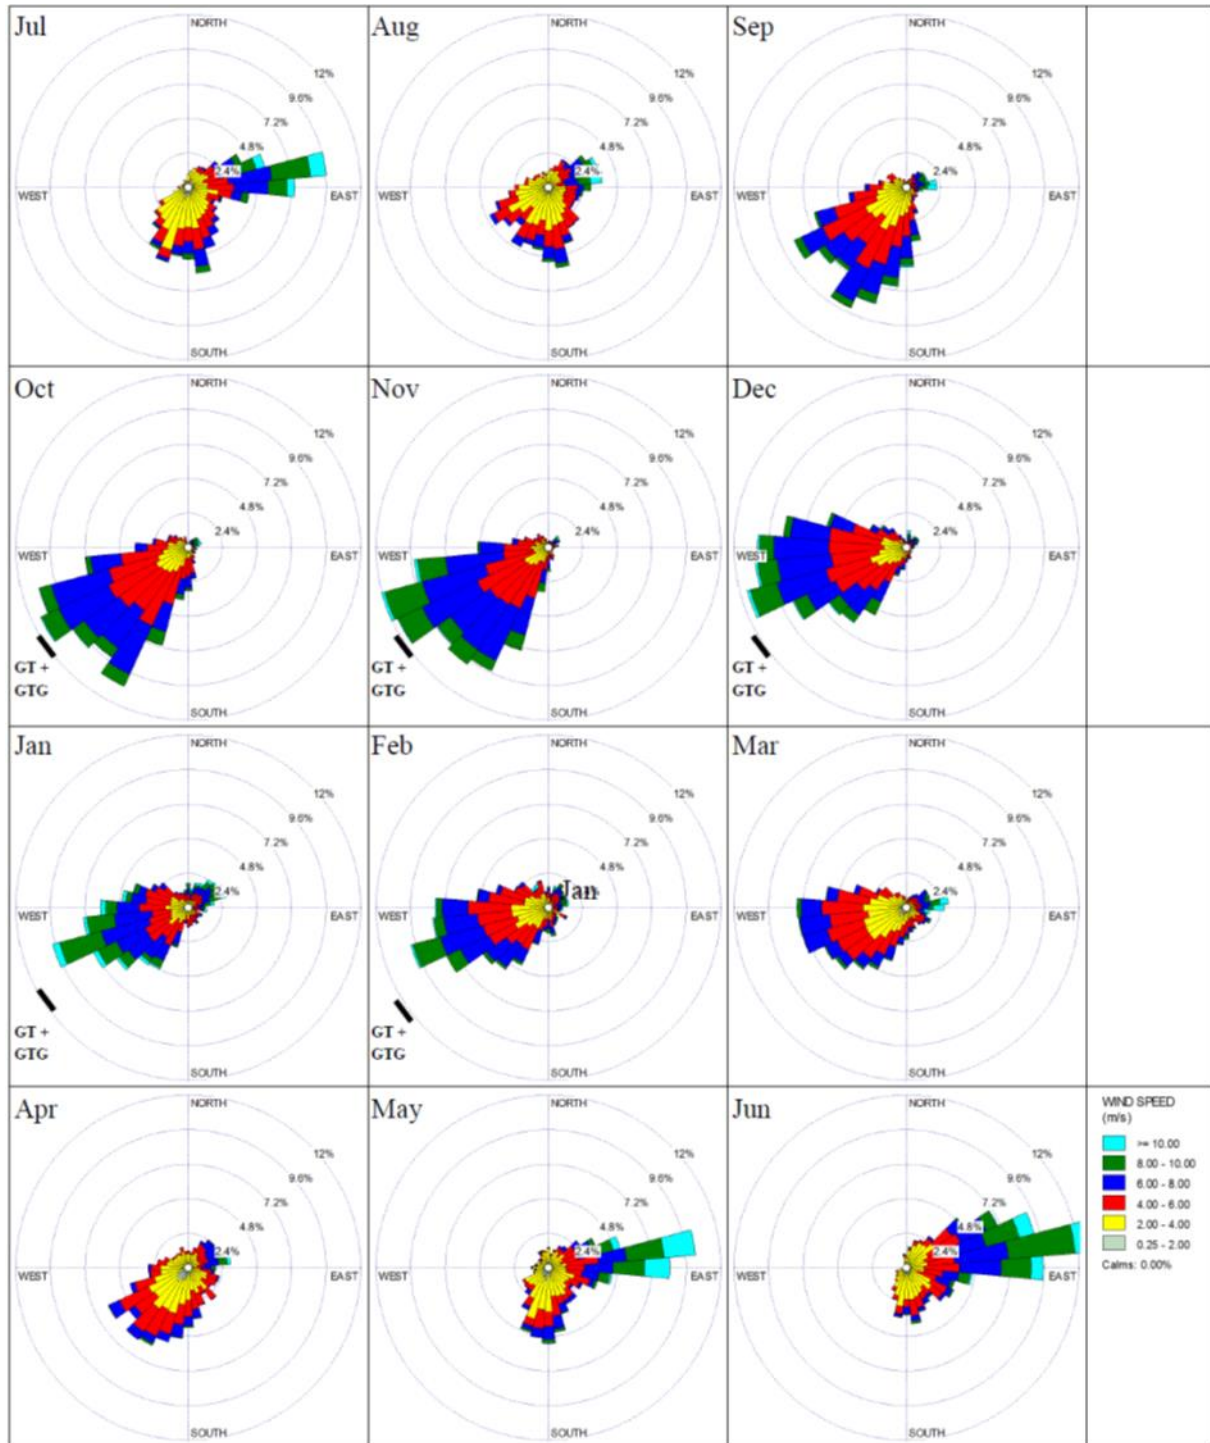 Jul
NORTH
12%
9.6%
7.2%
4.8%
2.4%
WEST
EAST
SOUTH
Aug
NORTH
12%
9.6%
7.2%
4.8%
2.4%
WEST
EAST
SOUTH
Sep
NORTH
12%
9.6%
7.2%
4.8%
2.4%
WEST
EAST
SOUTH
Oct
NORTH
12%
9.6%
7.2%
4.8%
2.4%
WEST
EAST
GT +
GTG
SOUTH
Nov
NORTH
12%
9.6%
7.2%
4.8%
2.4%
WEST
EAST
GT +
GTG
SOUTH
Dec
NORTH
12%
9.6%
7.2%
4.8%
2.4%
WEST
EAST
GT +
GTG
SOUTH
Jan
NORTH
12%
9.6%
7.2%
4.8%
2.4%
WEST
EAST
GT +
GTG
SOUTH
Feb
NORTH
12%
9.6%
7.2%
4.8%
Jan
WEST
EAST
GT +
GTG
SOUTH
Mar
NORTH
12%
9.6%
7.2%
4.8%
2.4%
WEST
EAST
SOUTH
Apr
NORTH
12%
9.6%
7.2%
4.8%
2.4%
WEST
EAST
SOUTH
May
NORTH
12%
9.6%
7.2%
4.8%
2.4%
WEST
EAST
SOUTH
Jun
NORTH
12%
9.6%
7.2%
4.8%
2.4%
WEST
EAST
SOUTH
WIND SPEED
(m/s)
>= 10.00
8.00 - 10.00
6.00 - 8.00
4.00 - 6.00
2.00 - 4.00
0.25 - 2.00
Calms: 0.00%